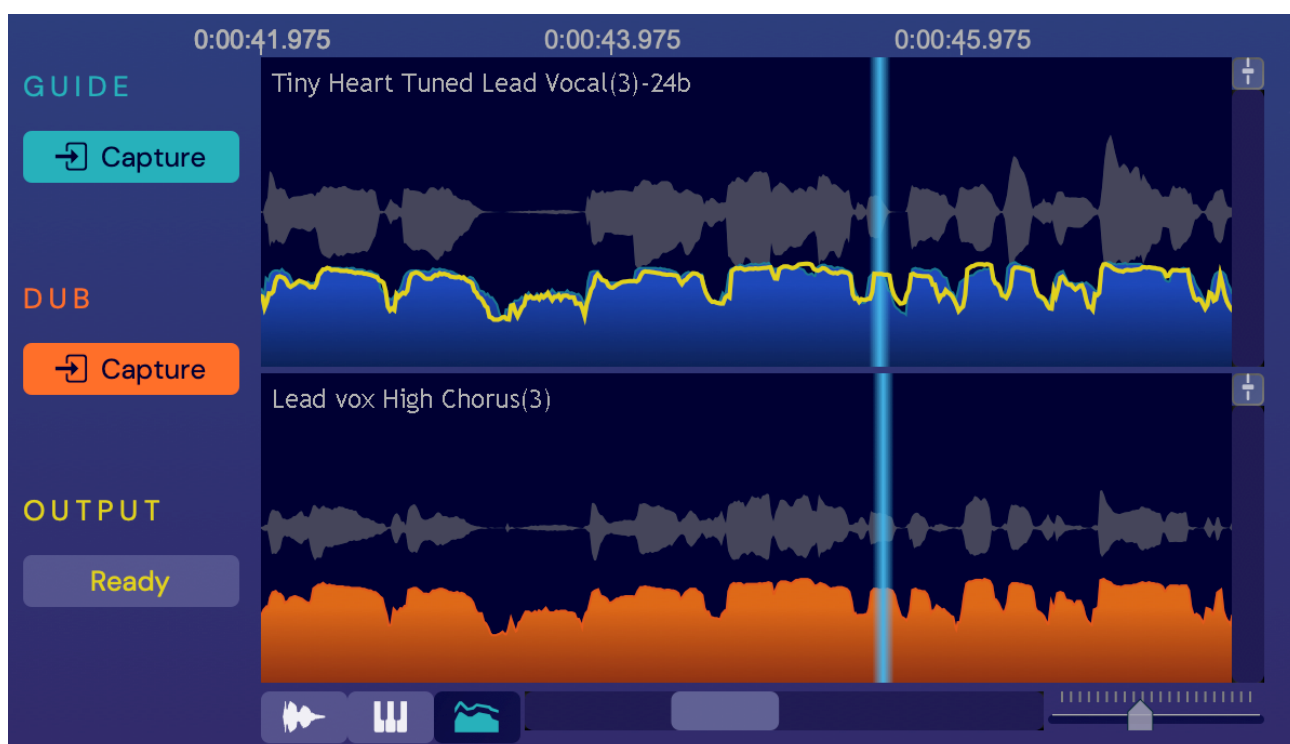 0:00:41.975 0:00:43.975 0:00:45.975
GUIDE
Tiny Heart Tuned Lead Vocal(3)-24b
Capture
DUB
Capture
Lead vox High Chorus(3)
OUTPUT
Ready